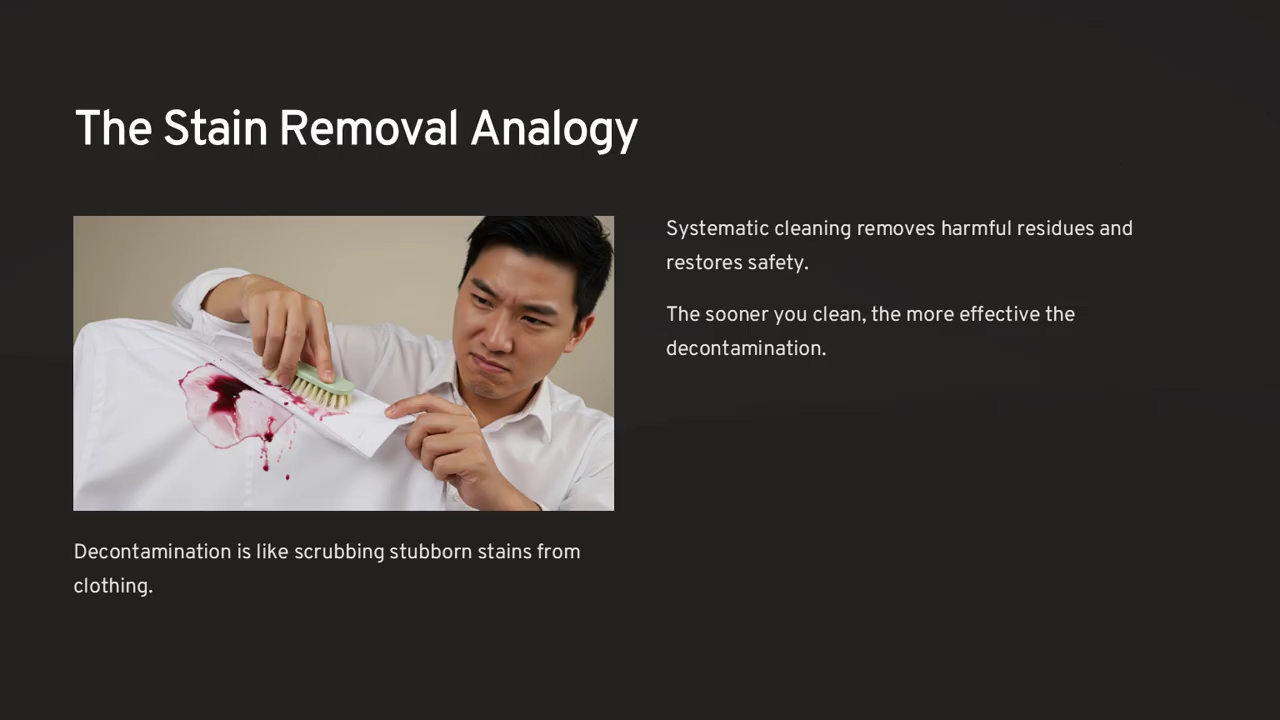 The Stain Removal Analogy
Decontamination is like scrubbing stubborn stains from
clothing.
Systematic cleaning removes harmful residues and
restores safety.
The sooner you clean, the more effective the
decontamination.